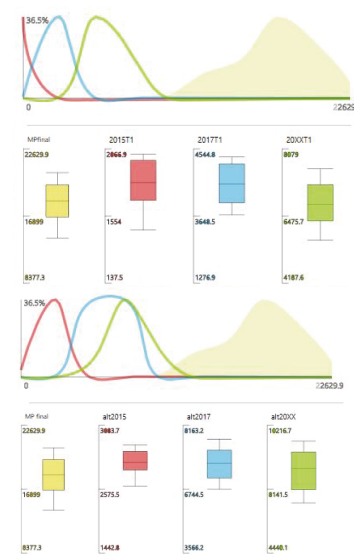 36.5%
0 22629.9
MPfinal 2015T1 2017T1 20XXT1
22629.9 2866.9 4544.8 8079
16899 1554 3648.5 6475.7
8377.3 137.5 1276.9 4187.6
36.5%
0 22629.9
MP final alt2015 alt2017 alt20XX
22629.9 3883.7 8163.2 10216.7
16899 2575.5 6744.5 8141.5
8377.3 1442.8 3566.2 4440.1